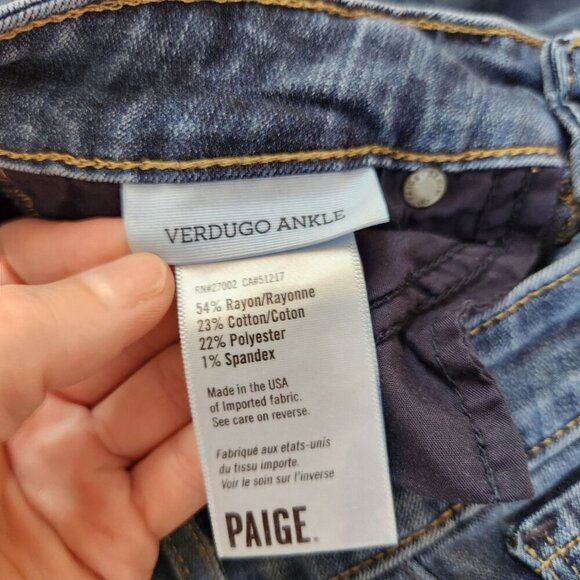 VERDUGO ANKLE
RN#27002 CA#51217
54% Rayon/Rayonne
23% Cotton/Coton
22% Polyester
1% Spandex
Made in the USA
of Imported fabric.
See care on reverse.
Fabriqué aux etats-unis
du tissu importe.
Voir le soin sur l'inverse
PAIGE.